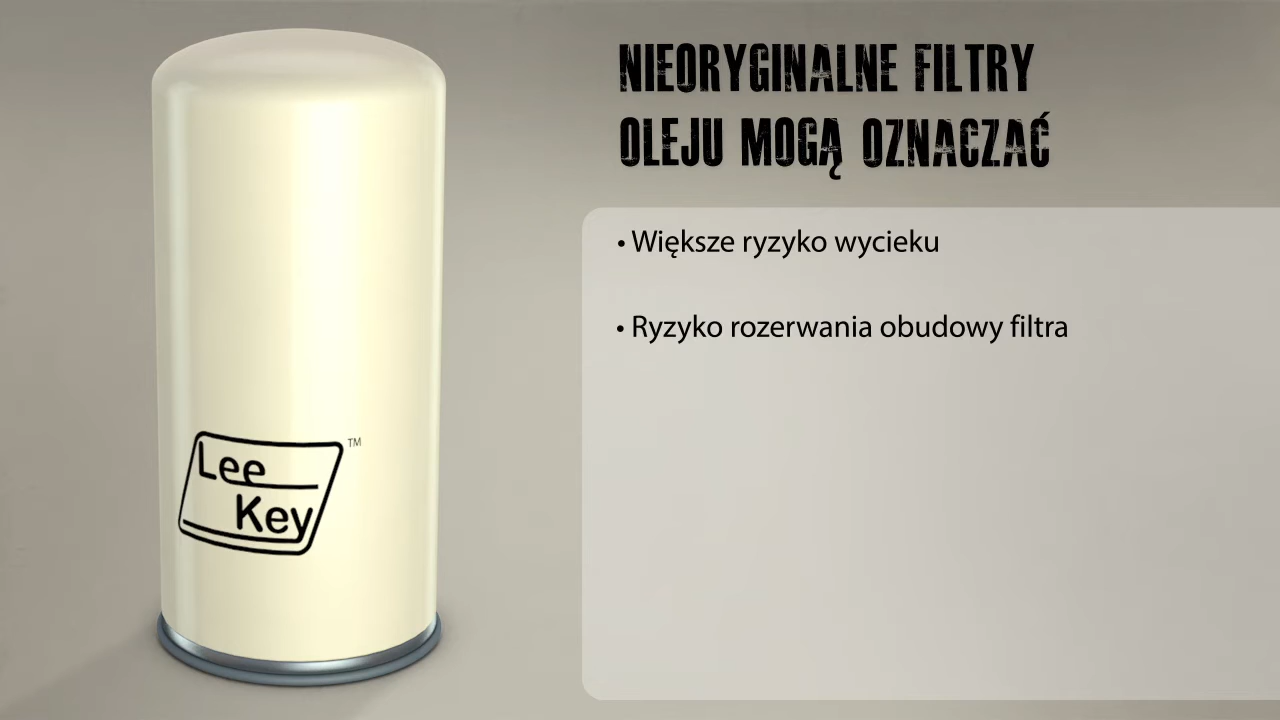 NIEORYGINALNE FILTRY
OLEJU MOGĄ OZNACZAĆ
• Większe ryzyko wycieku
• Ryzyko rozerwania obudowy filtra
Lee
Key
TM